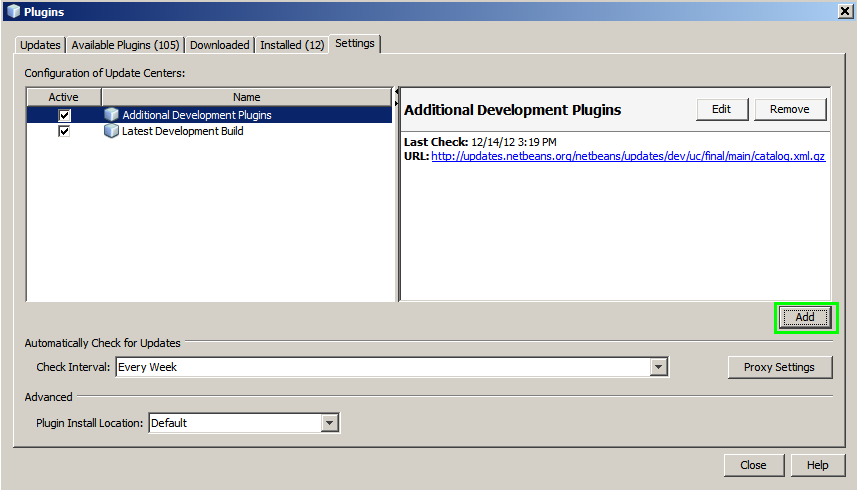 Plugins
Updates Available Plugins (105) Downloaded Installed (12) Settings
Configuration of Update Centers:
Active Name
Additional Development Plugins
Latest Development Build
Additional Development Plugins Edit Remove
Last Check: 12/14/12 3:19 PM
URL: http://updates.netbeans.org/netbeans/updates/dev/uc/final/main/catalog.xml.gz
Add
Automatically Check for Updates
Check Interval: Every Week Proxy Settings
Advanced
Plugin Install Location: Default
Close Help